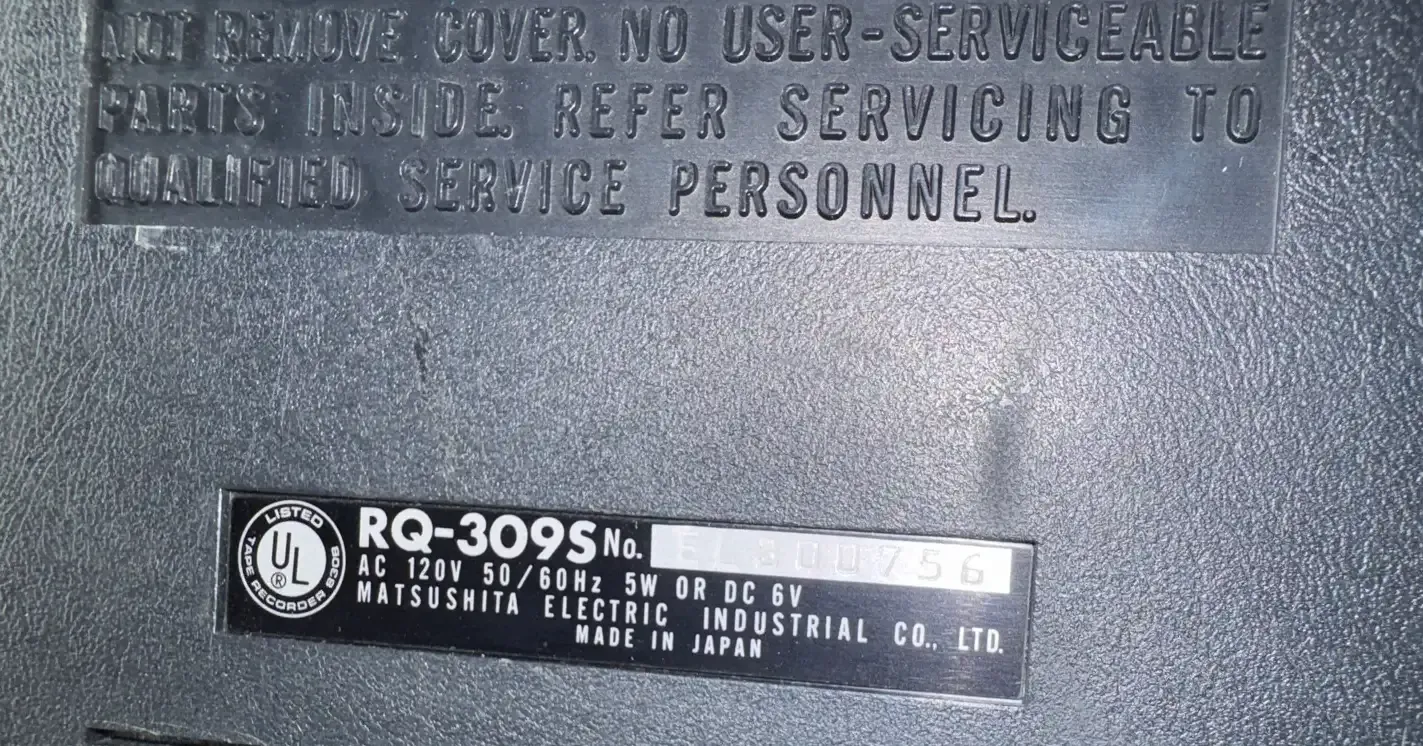 NOT REMOVE COVER. NO USER-SERVICEABLE
PARTS INSIDE. REFER SERVICING TO
QUALIFIED SERVICE PERSONNEL.
LISTED
UL
®
TAPE RECORDER 830B
RQ-309S No.
AC 120V 50/60Hz 5W OR DC 6V
MATSUSHITA ELECTRIC INDUSTRIAL CO., LTD.
MADE IN JAPAN